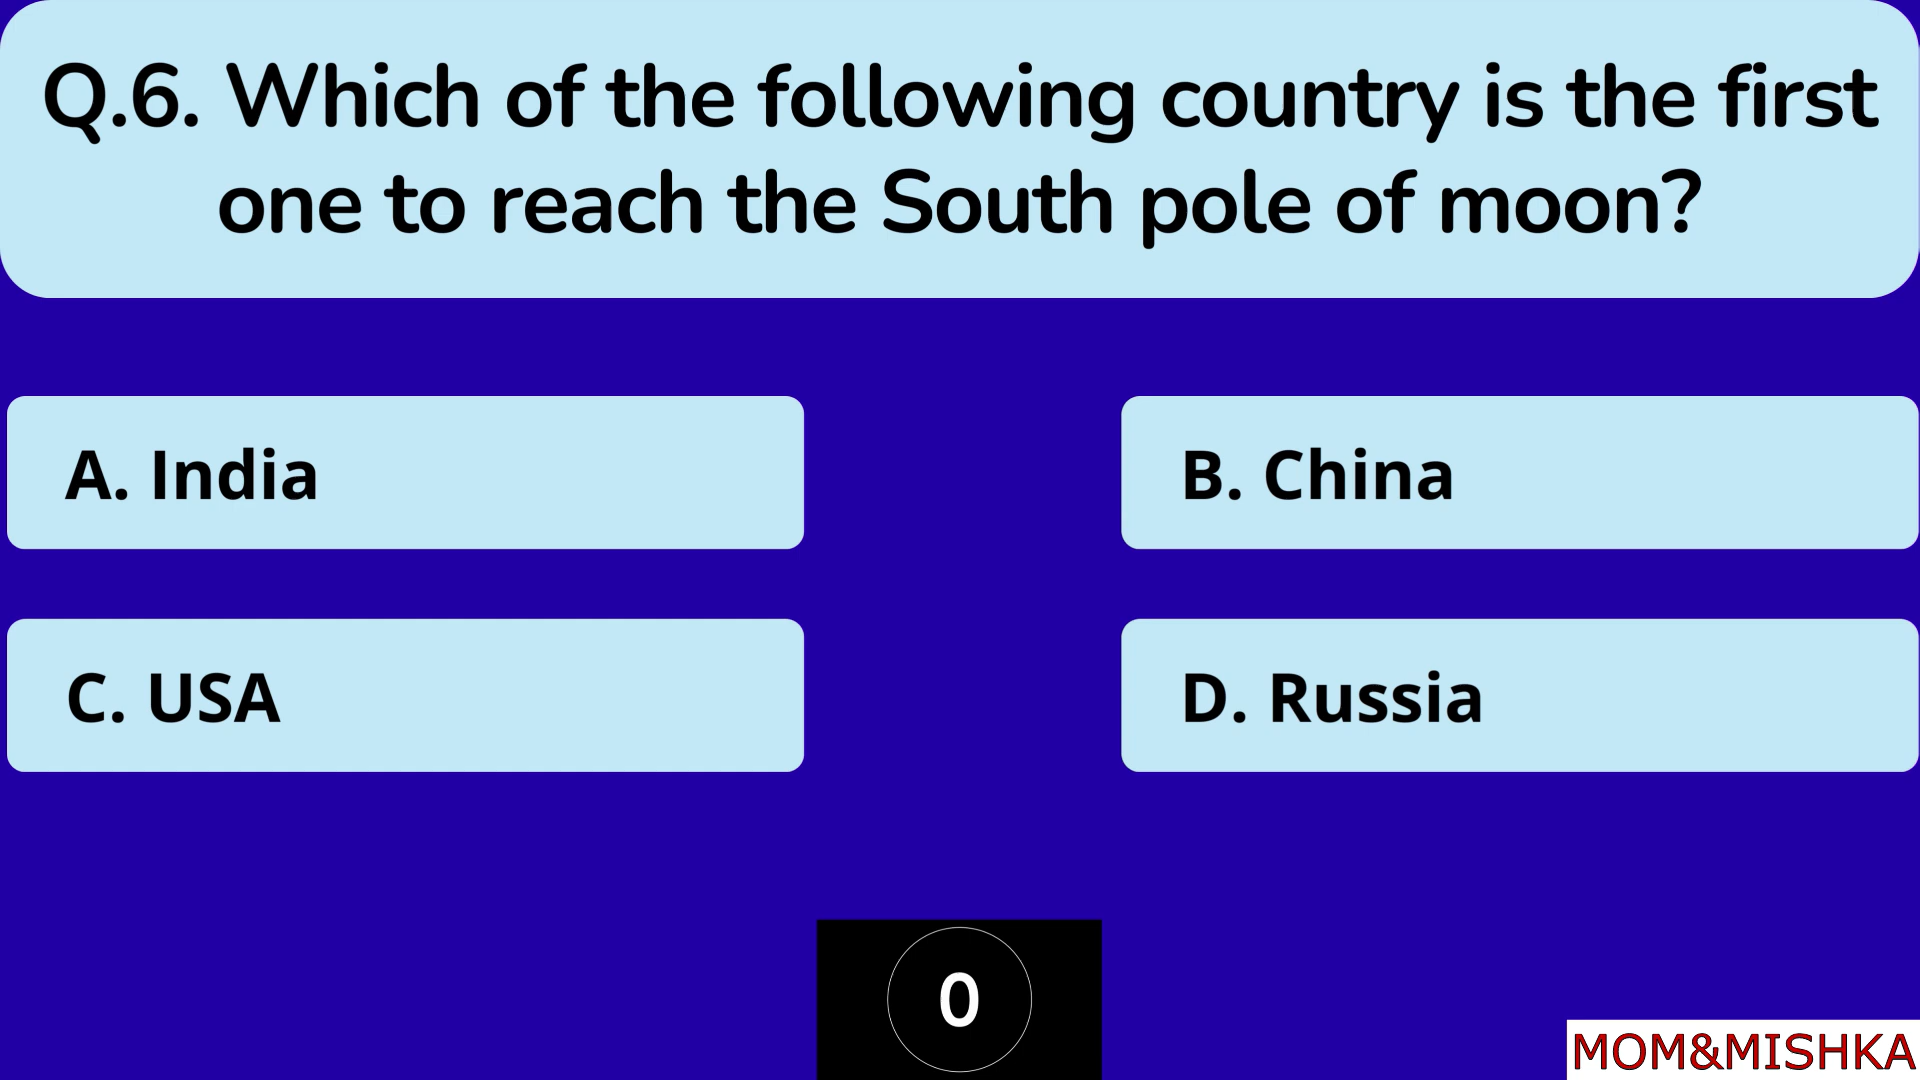 Q.6. Which of the following country is the first
one to reach the South pole of moon?
A. India
B. China
C. USA
D. Russia
0
MOM&MISHKA